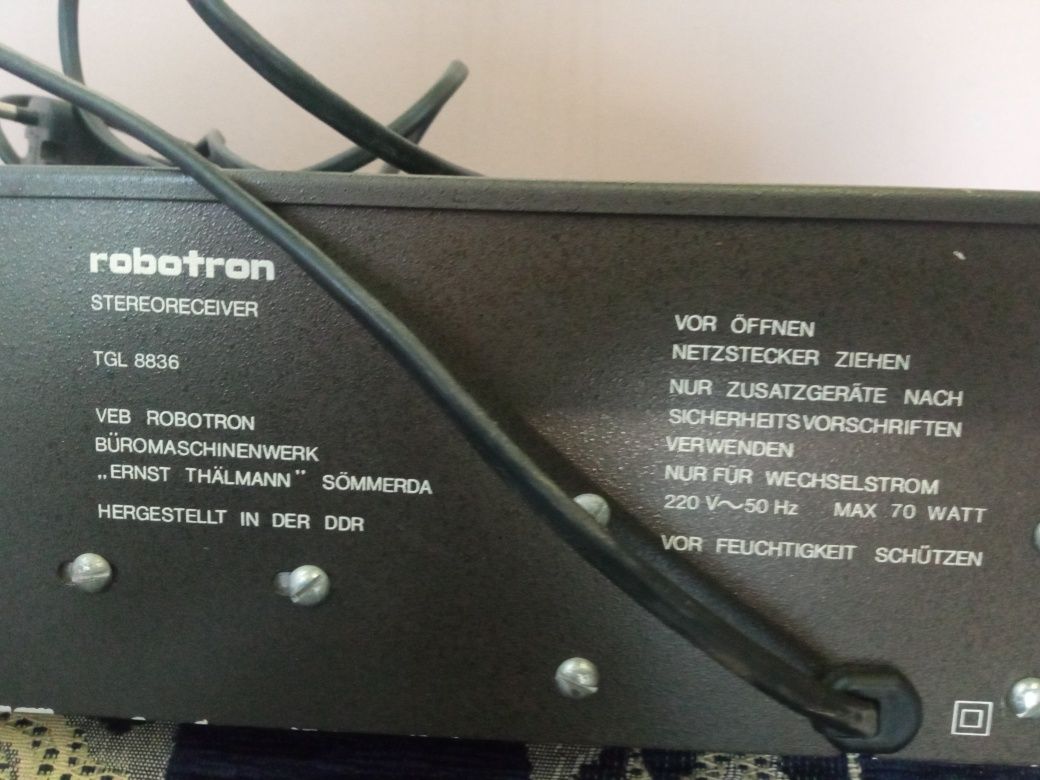 robotron
STEREORECEIVER
TGL 8836
VEB ROBOTRON
BÜROMASCHINENWERK
„ERNST THÄLMANN” SÖMMERDA
HERGESTELLT IN DER DDR
VOR ÖFFNEN
NETZSTECKER ZIEHEN
NUR ZUSATZGERÄTE NACH
SICHERHEITSVORSCHRIFTEN
VERWENDEN
NUR FÜR WECHSELSTROM
220 V~50 Hz MAX 70 WATT
VOR FEUCHTIGKEIT SCHÜTZEN